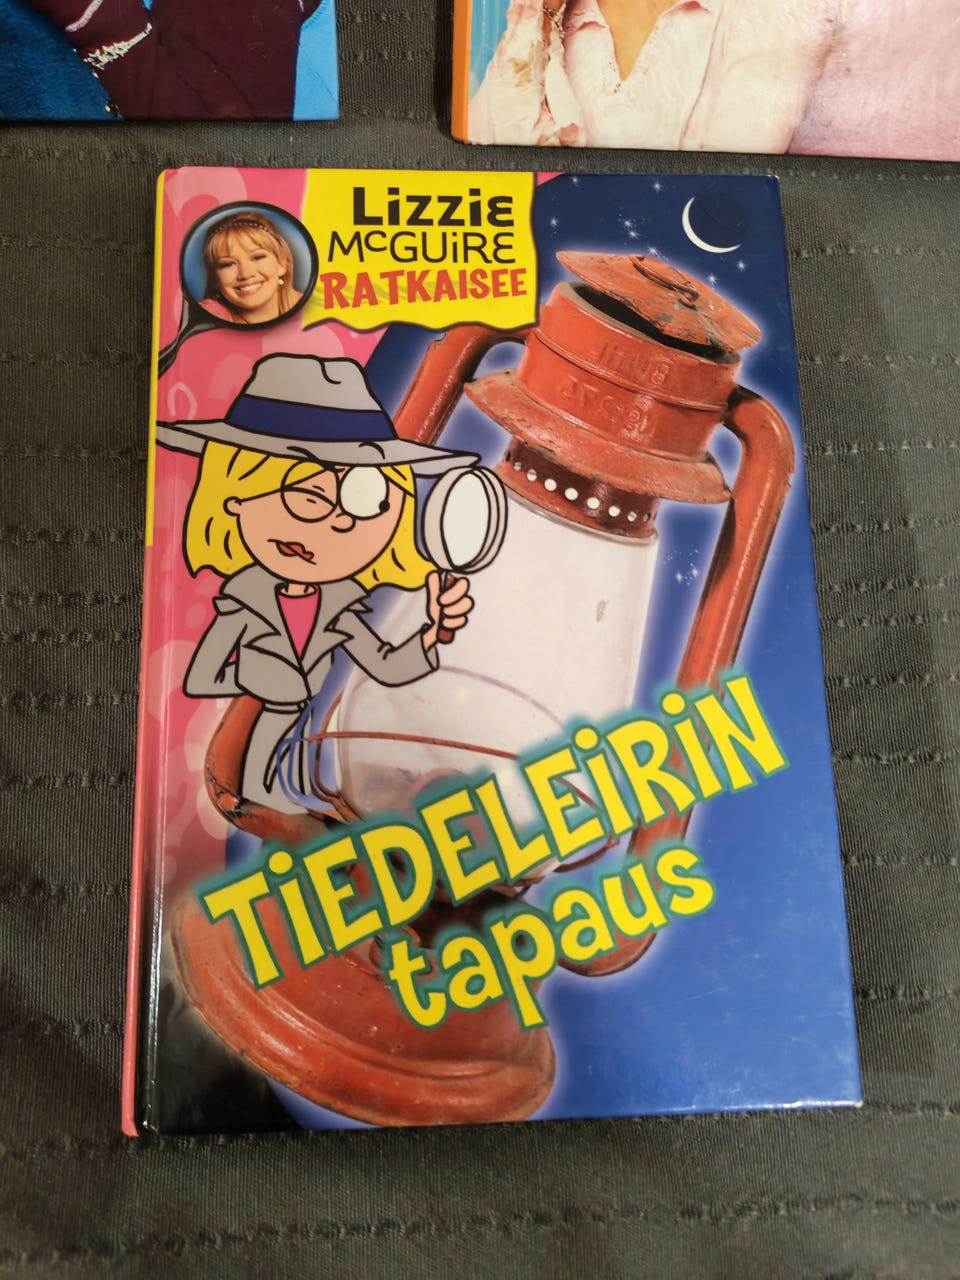 Lizzie
McGUiRE
RATKAISEE
TiEDELEiRiN
tapaus